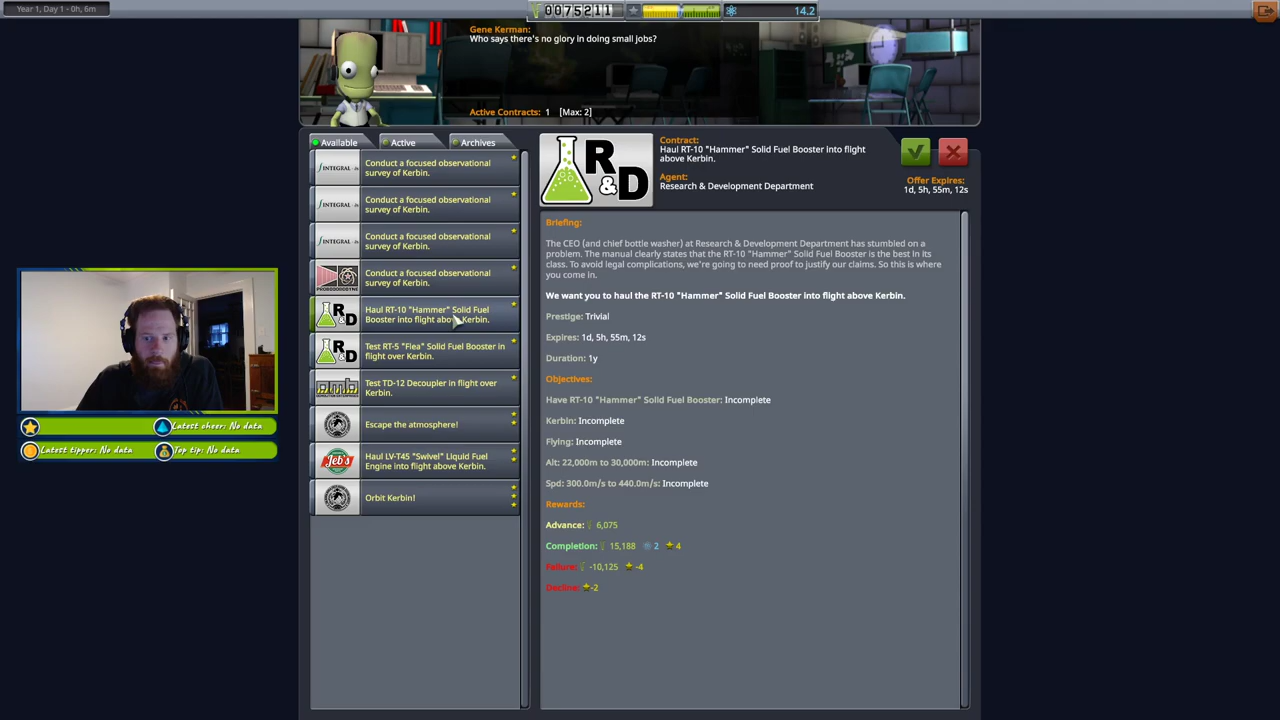 Year 1, Day 1 - 0h, 6m
0075211
14.2
Gene Kerman:
Who says there's no glory in doing small jobs?
Active Contracts: 1 [Max: 2]
Available
Active
Archives
INTEGRAL
Conduct a focused observational
survey of Kerbin.
INTEGRAL
Conduct a focused observational
survey of Kerbin.
INTEGRAL
Conduct a focused observational
survey of Kerbin.
PROBODOBODYNE
Conduct a focused observational
survey of Kerbin.
R&D
Haul RT-10 "Hammer" Solid Fuel
Booster into flight above Kerbin.
R&D
Test RT-5 "Flea" Solid Fuel Booster in
flight over Kerbin.
Test TD-12 Decoupler in flight over
Kerbin.
Escape the atmosphere!
Jeb's
Haul LV-T45 "Swivel" Liquid Fuel
Engine into flight above Kerbin.
Orbit Kerbin!
R&D
Contract:
Haul RT-10 "Hammer" Solid Fuel Booster into flight
above Kerbin.
Agent:
Research & Development Department
Offer Expires:
1d, 5h, 55m, 12s
Briefing:
The CEO (and chief bottle washer) at Research & Development Department has stumbled on a
problem. The manual clearly states that the RT-10 "Hammer" Solid Fuel Booster is the best in its
class. To avoid legal complications, we're going to need proof to justify our claims. So this is where
you come in.
We want you to haul the RT-10 "Hammer" Solid Fuel Booster into flight above Kerbin.
Prestige: Trivial
Expires: 1d, 5h, 55m, 12s
Duration: 1y
Objectives:
Have RT-10 "Hammer" Solid Fuel Booster: Incomplete
Kerbin: Incomplete
Flying: Incomplete
Alt: 22,000m to 30,000m: Incomplete
Spd: 300.0m/s to 440.0m/s: Incomplete
Rewards:
Advance: 6,075
Completion: 15,188 2 4
Failure: -10,125 -4
Decline: -2
Latest cheer: No data
Latest tipper: No data
Top tip: No data